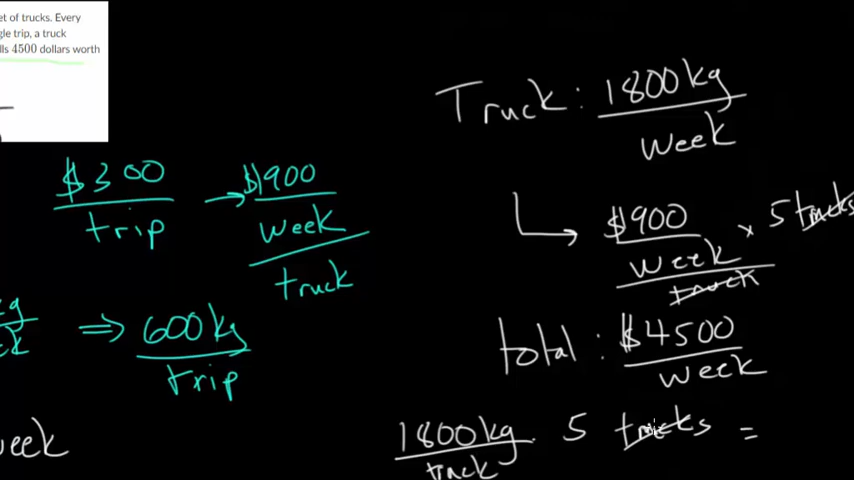 et of trucks. Every
gle trip, a truck
lls 4500 dollars worth
Truck: 1800kg
week
$300
trip
→ $900
week
truck
$900
week
truck
x 5 trucks
⇒ 600kg
trip
total: $4500
week
week
1800kg
truck
. 5 trucks =